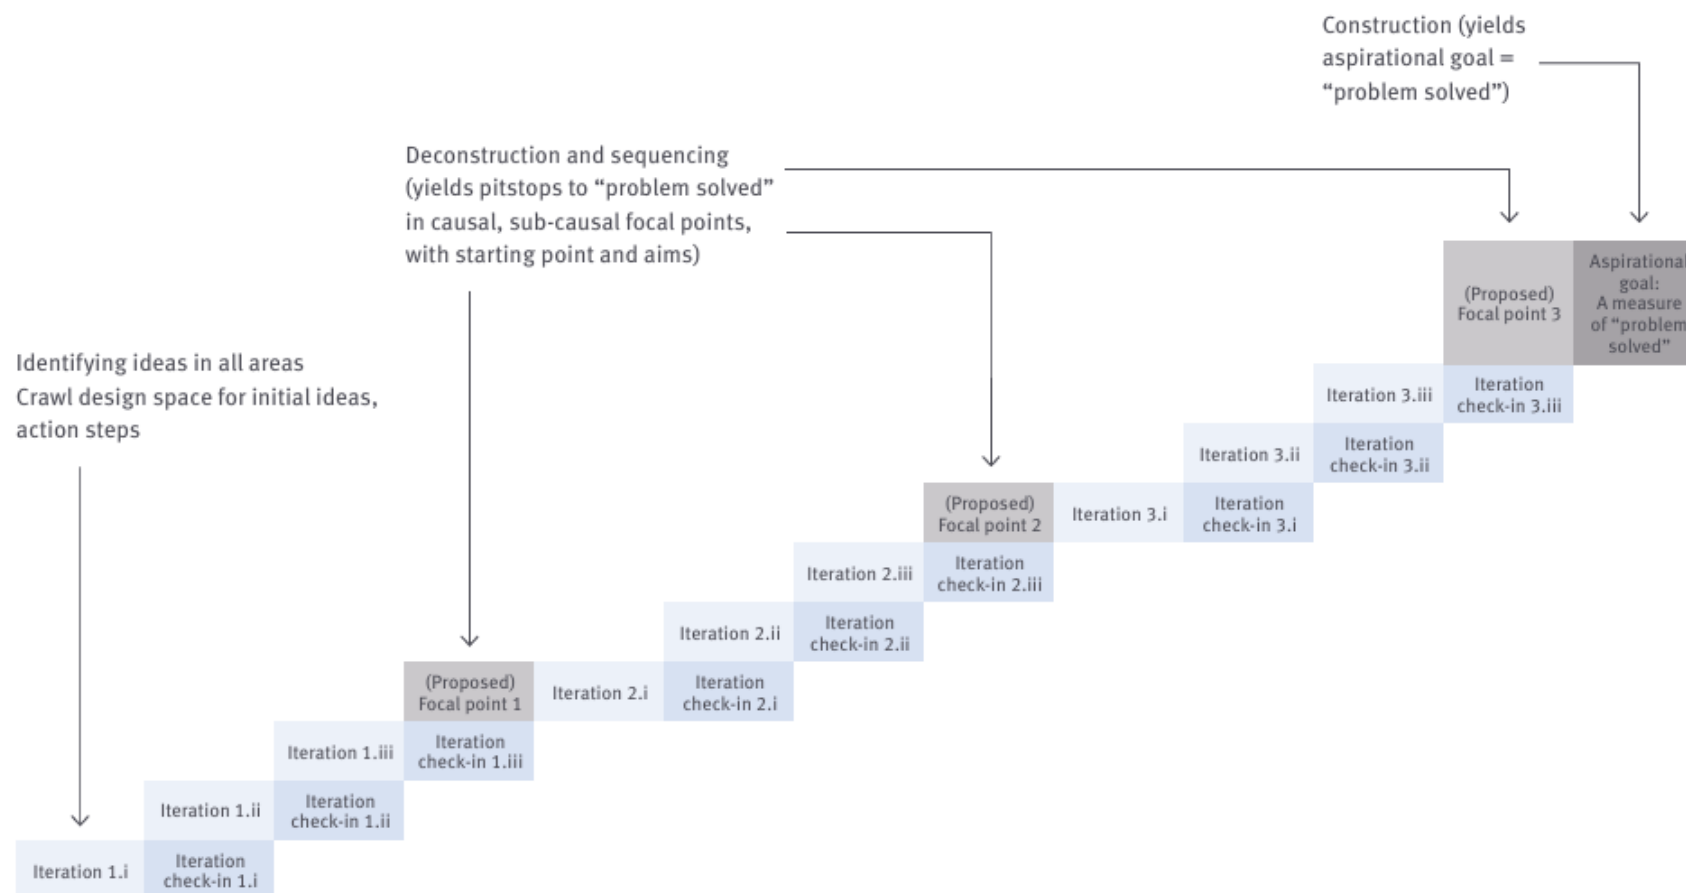 Construction (yields
aspirational goal =
“problem solved”)
Deconstruction and sequencing
(yields pitstops to “problem solved”
in causal, sub-causal focal points,
with starting point and aims)
Identifying ideas in all areas
Crawl design space for initial ideas,
action steps
Aspirational
goal:
A measure
of “problem
solved”
(Proposed)
Focal point 3
Iteration 3.iii
Iteration
check-in 3.iii
Iteration 3.ii
Iteration
check-in 3.ii
(Proposed)
Focal point 2
Iteration 3.i
Iteration
check-in 3.i
Iteration 2.iii
Iteration
check-in 2.iii
Iteration 2.ii
Iteration
check-in 2.ii
(Proposed)
Focal point 1
Iteration 2.i
Iteration
check-in 2.i
Iteration 1.iii
Iteration
check-in 1.iii
Iteration 1.ii
Iteration
check-in 1.ii
Iteration 1.i
Iteration
check-in 1.i